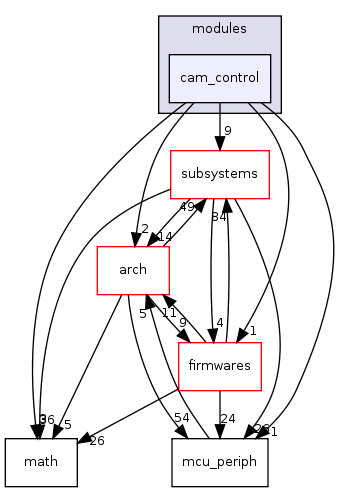 modules
cam_control
9
subsystems
49
34
2
14
arch
5
11
9
4
1
firmwares
36
5
26
54
24
1
math
mcu_periph